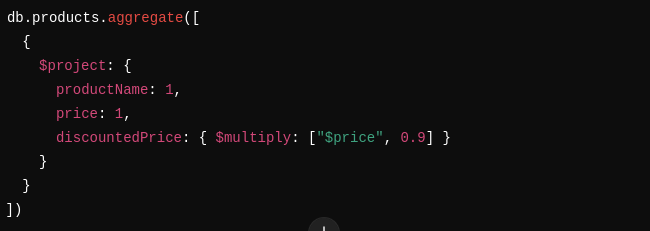 db.products.aggregate([
  {
    $project: {
      productName: 1,
      price: 1,
      discountedPrice: { $multiply: ["$price", 0.9] }
    }
  }
])